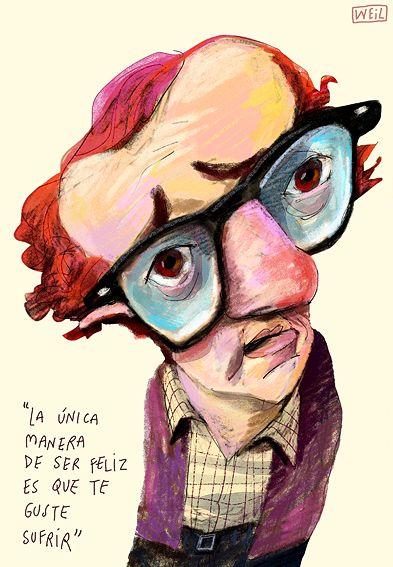 WEIL
"LA ÚNICA
MANERA
DE SER FELIZ
ES QUE TE
GUSTE
SUFRIR"